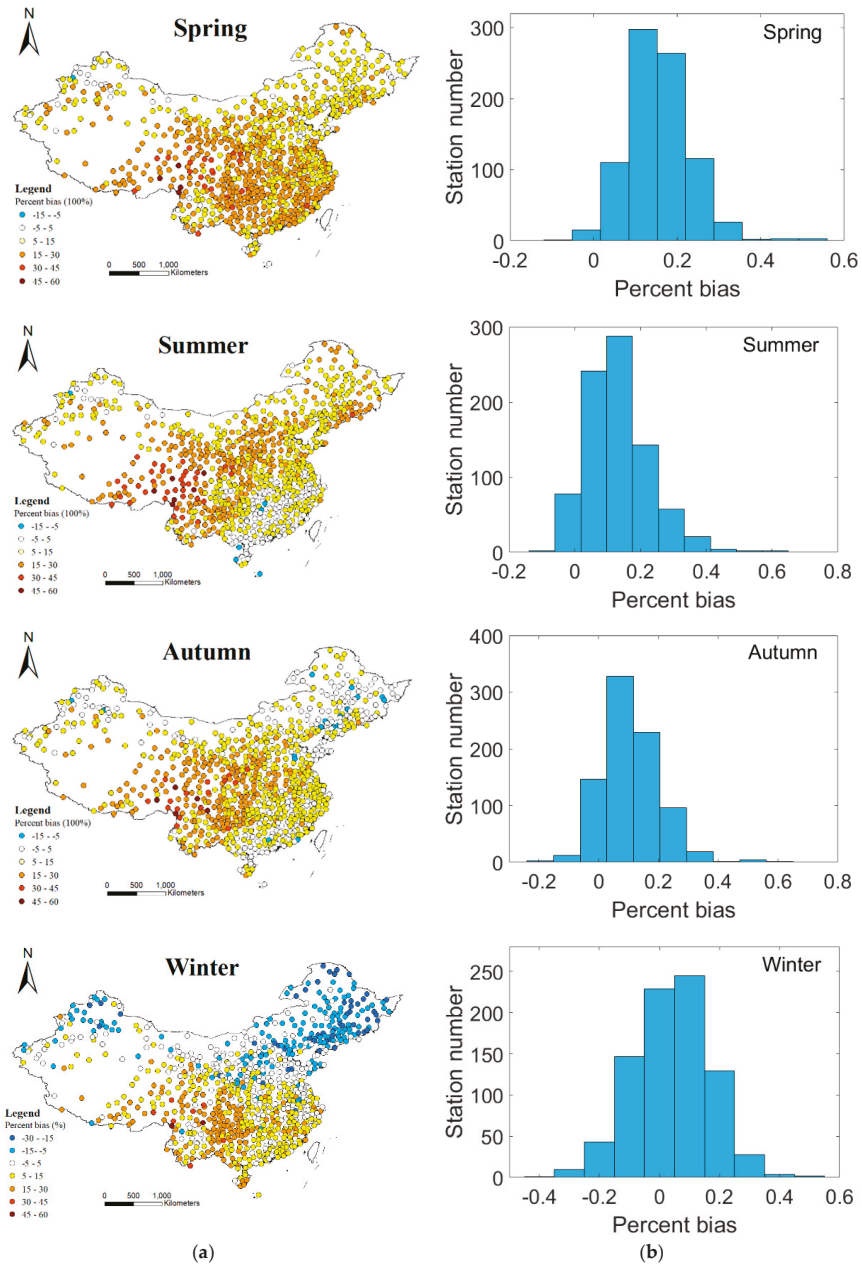 N
Spring
Legend
Percent bias (100%)
-15 - -5
-5 - 5
5 - 15
15 - 30
30 - 45
45 - 60
0 500 1,000
Kilometers
Spring
300
200
100
0
-0.2 0 0.2 0.4 0.6
Station number
Percent bias
N
Summer
Legend
Percent bias (100%)
-15 - -5
-5 - 5
5 - 15
15 - 30
30 - 45
45 - 60
0 500 1,000
Kilometers
Summer
300
200
100
0
-0.2 0 0.2 0.4 0.6 0.8
Station number
Percent bias
N
Autumn
Legend
Percent bias (100%)
-15 - -5
-5 - 5
5 - 15
15 - 30
30 - 45
45 - 60
0 500 1,000
Kilometers
Autumn
400
300
200
100
0
-0.2 0 0.2 0.4 0.6 0.8
Station number
Percent bias
N
Winter
Legend
Percent bias (%)
-30 - -15
-15- -5
-5 - 5
5 - 15
15 - 30
30 - 45
45 - 60
0 500 1,000
Kilometers
Winter
250
200
150
100
50
0
-0.4 -0.2 0 0.2 0.4 0.6
Station number
Percent bias
(a)
(b)